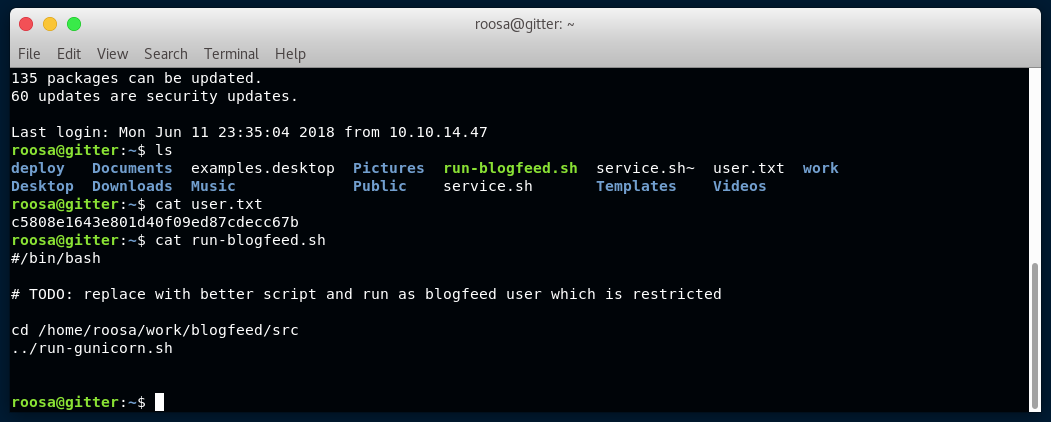 roosa@gitter: ~
File Edit View Search Terminal Help
135 packages can be updated.
60 updates are security updates.
Last login: Mon Jun 11 23:35:04 2018 from 10.10.14.47
roosa@gitter:~$ ls
deploy Documents examples.desktop Pictures run-blogfeed.sh service.sh~ user.txt work
Desktop Downloads Music Public service.sh Templates Videos
roosa@gitter:~$ cat user.txt
c5808e1643e801d40f09ed87cdecc67b
roosa@gitter:~$ cat run-blogfeed.sh
#/bin/bash
# TODO: replace with better script and run as blogfeed user which is restricted
cd /home/roosa/work/blogfeed/src
../run-gunicorn.sh
roosa@gitter:~$